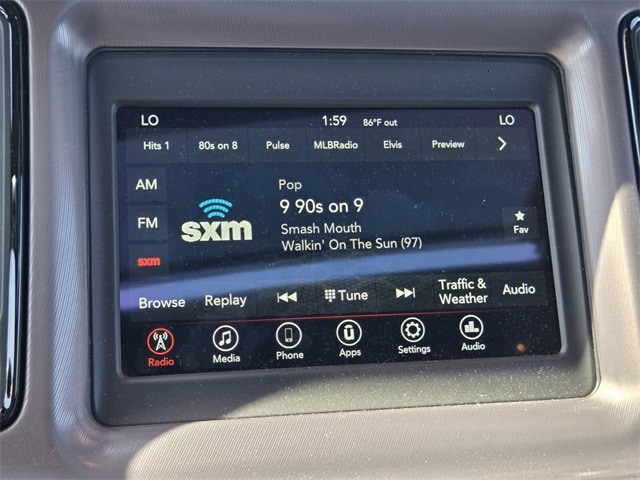 LO 1:59 86°F out LO
Hits 1 80s on 8 Pulse MLBRadio Elvis Preview
AM
FM
sxm
sxm
Pop
9 90s on 9
Smash Mouth
Walkin' On The Sun (97)
Fav
Browse Replay Tune Traffic & Weather Audio
Radio Media Phone Apps Settings Audio